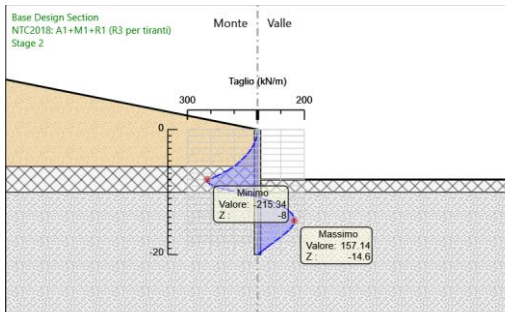 Base Design Section
NTC2018: A1+M1+R1 (R3 per tiranti)
Stage 2
Monte Valle
Taglio (kN/m)
300 200
0
Minimo
Valore: -215.34
Z : -8
Massimo
Valore: 157.14
Z : -14.6
-20